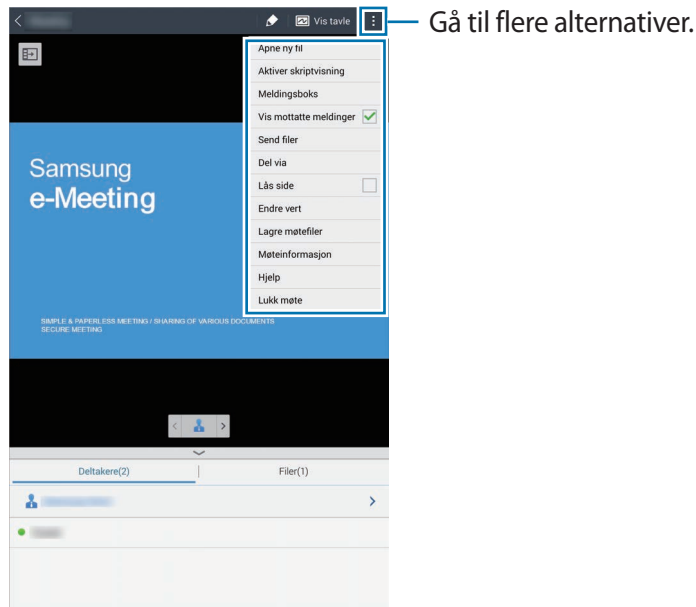 Vis tavle
Gå til flere alternativer.
Apne ny fil
Aktiver skriptvisning
Meldingsboks
Vis mottatte meldinger
Send filer
Del via
Lås side
Endre vert
Lagre møtefiler
Møteinformasjon
Hjelp
Lukk møte
Samsung
e-Meeting
SIMPLE & PAPERLESS MEETING / SHARING OF VARIOUS DOCUMENTS
SECURE MEETING
Deltakere(2)
Filer(1)